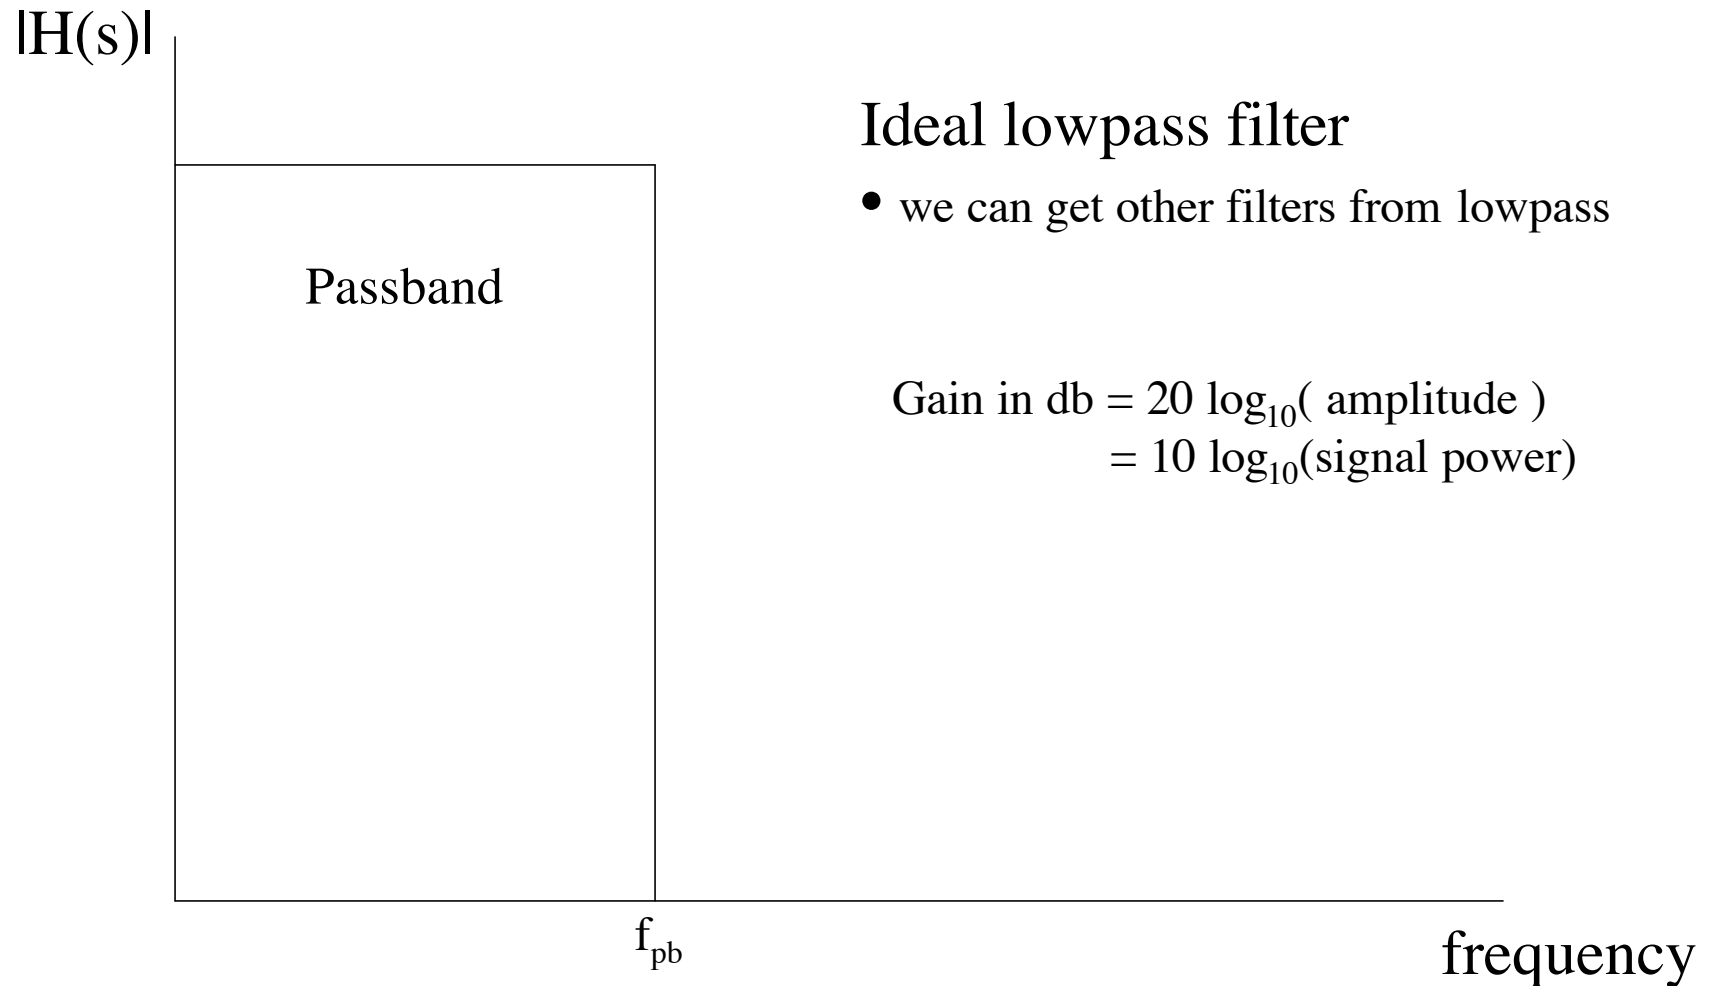 |H(s)|
Ideal lowpass filter
• we can get other filters from lowpass
Passband
Gain in db = 20 log₁₀( amplitude )
= 10 log₁₀(signal power)
f_pb
frequency